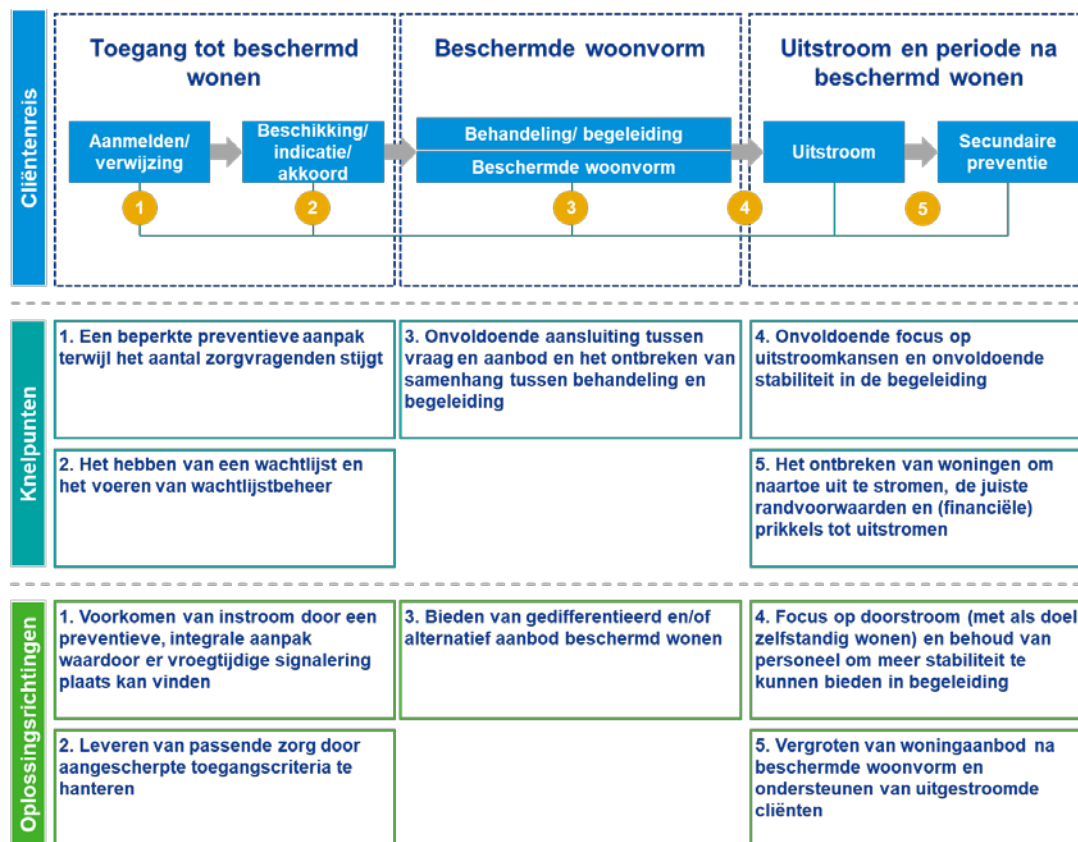 Cliëntenreis
Toegang tot beschermd
wonen
Beschermde woonvorm
Uitstroom en periode na
beschermd wonen
Aanmelden/
verwijzing
Beschikking/
indicatie/
akkoord
Behandeling/ begeleiding
Beschermde woonvorm
Uitstroom
Secundaire
preventie
1
2
3
4
5
Knelpunten
1. Een beperkte preventieve aanpak
terwijl het aantal zorgvragenden stijgt
3. Onvoldoende aansluiting tussen
vraag en aanbod en het ontbreken van
samenhang tussen behandeling en
begeleiding
4. Onvoldoende focus op
uitstroomkansen en onvoldoende
stabiliteit in de begeleiding
2. Het hebben van een wachtlijst en
het voeren van wachtlijstbeheer
5. Het ontbreken van woningen om
naartoe uit te stromen, de juiste
randvoorwaarden en (financiële)
prikkels tot uitstromen
Oplossingsrichtingen
1. Voorkomen van instroom door een
preventieve, integrale aanpak
waardoor er vroegtijdige signalering
plaats kan vinden
3. Bieden van gedifferentieerd en/of
alternatief aanbod beschermd wonen
4. Focus op doorstroom (met als doel
zelfstandig wonen) en behoud van
personeel om meer stabiliteit te
kunnen bieden in begeleiding
2. Leveren van passende zorg door
aangescherpte toegangscriteria te
hanteren
5. Vergroten van woningaanbod na
beschermde woonvorm en
ondersteunen van uitgestroomde
cliënten